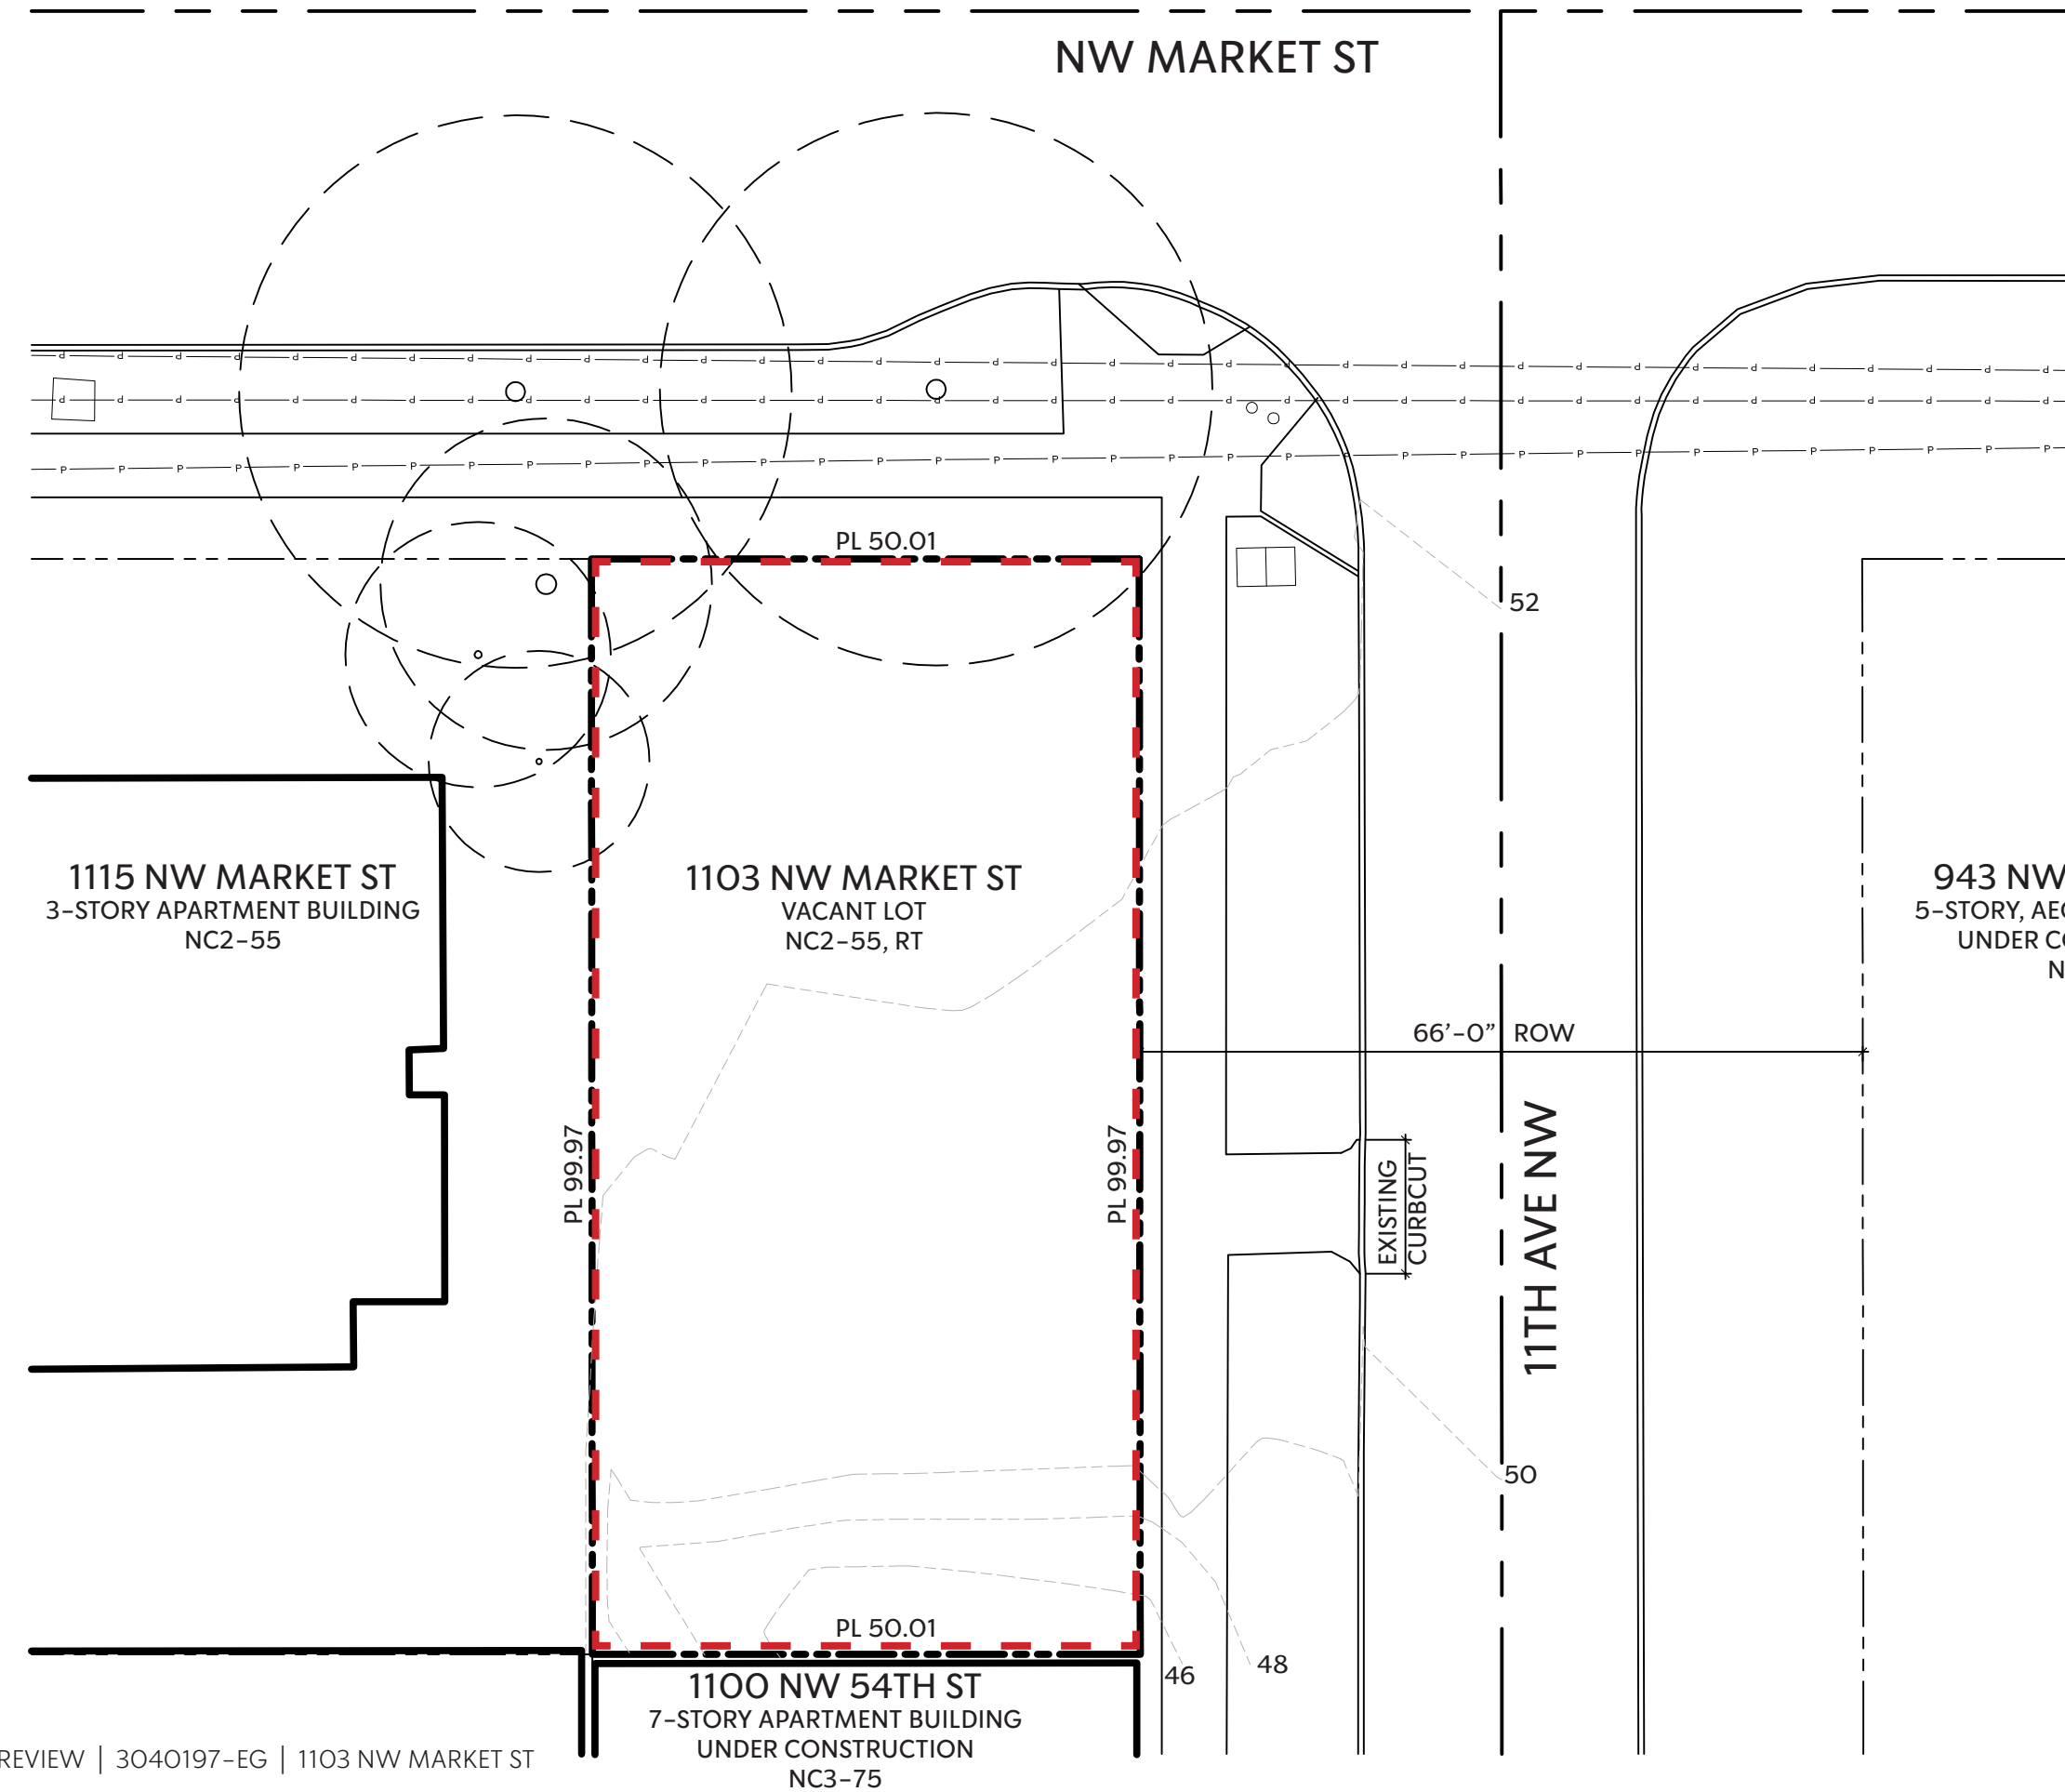 NW MARKET ST
PL 50.01
52
1115 NW MARKET ST
3-STORY APARTMENT BUILDING
NC2-55
1103 NW MARKET ST
VACANT LOT
NC2-55, RT
943 NW
5-STORY,
UNDER
66'-0" ROW
PL 99.97
PL 99.97
EXISTING
CURBCUT
11TH AVE NW
50
PL 50.01
46
48
1100 NW 54TH ST
7-STORY APARTMENT BUILDING
UNDER CONSTRUCTION
NC3-75
REVIEW | 3040197-EG | 1103 NW MARKET ST